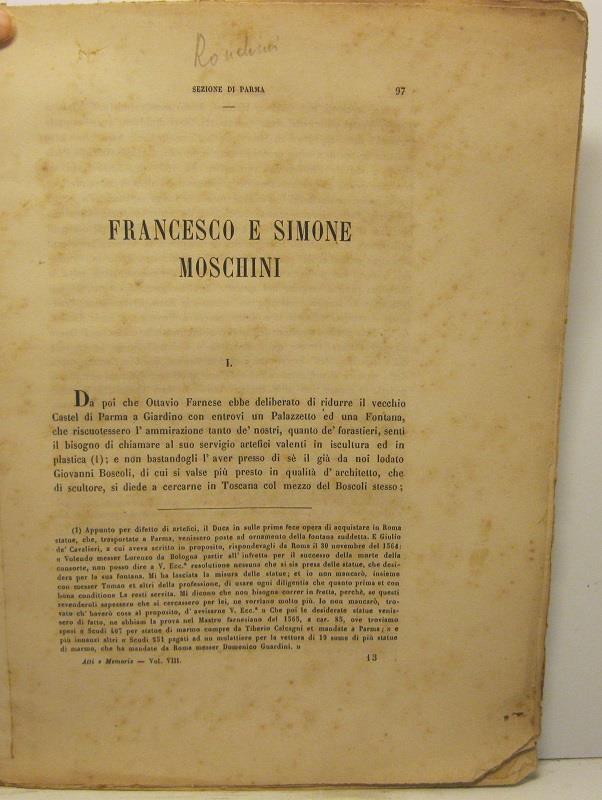 Ronchini
SEZIONE DI PARMA 97
FRANCESCO E SIMONE
MOSCHINI
I.
Da poi che Ottavio Farnese ebbe deliberato di ridurre il vecchio
Castel di Parma a Giardino con entrovi un Palazzetto ed una Fontana,
che riscuotessero l' ammirazione tanto de' nostri, quanto de' forastieri, sentì
il bisogno di chiamare al suo servigio artefici valenti in iscultura ed in
plastica (1); e non bastandogli l' aver presso di sè il già da noi lodato
Giovanni Boscoli, di cui si valse più presto in qualità d' architetto, che
di scultore, si diede a cercarne in Toscana col mezzo del Boscoli stesso;
(1) Appunto per difetto di artefici, il Duca in sulle prime fece opera di acquistare in Roma
statue, che, trasportate a Parma, venissero poste ad ornamento della fontana suddetta. E Giulio
de' Cavalieri, a cui aveva scritto in proposito, rispondevagli da Roma il 30 novembre del 1564:
« Volendo messer Lorenzo da Bologna partir all' infretta per il successo della morte della
consorte, non posso dire a V. Ecc.ª resolutione nessuna che si sia presa delle statue, che desi-
dera per la sua fontana. Mi ha lasciata la misura delle statue; et io non mancarò, insieme
con messer Tomao et altri della professione, di usare ogni diligentia che quanto prima et con
bona conditione La resti servita. Mi dicono che non bisogna correr in fretta, perchè, se questi
revenderoli sapessero che si cercassero per lei, ne vorriano molto più. Io non mancarò, tro-
vato ch' haverò cosa al proposito, d' avvisarne V. Ecc.ª » Che poi le desiderate statue venis-
sero di fatto, ne abbiam la prova nel Mastro farnesiano del 1565, a car. 85, ove troviamo
spesi « Scudi 407 per statue di marmo compre da Tiberio Calcagni et mandate a Parma; » e
più innanzi altri « Scudi 251 pagati ad un mulattiere per la vettura di 19 some di più statue
di marmo, che ha mandate da Roma messer Domenico Guardini. »
Atti e Memorie — Vol. VIII. 13